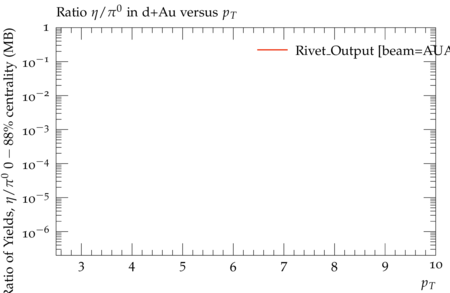 Ratio η/π⁰ in d+Au versus p_T
Ratio of Yields, η/π⁰ 0 − 88% centrality (MB)
Rivet_Output [beam=AUA
1
10⁻¹
10⁻²
10⁻³
10⁻⁴
10⁻⁵
10⁻⁶
3 4 5 6 7 8 9 10
p_T